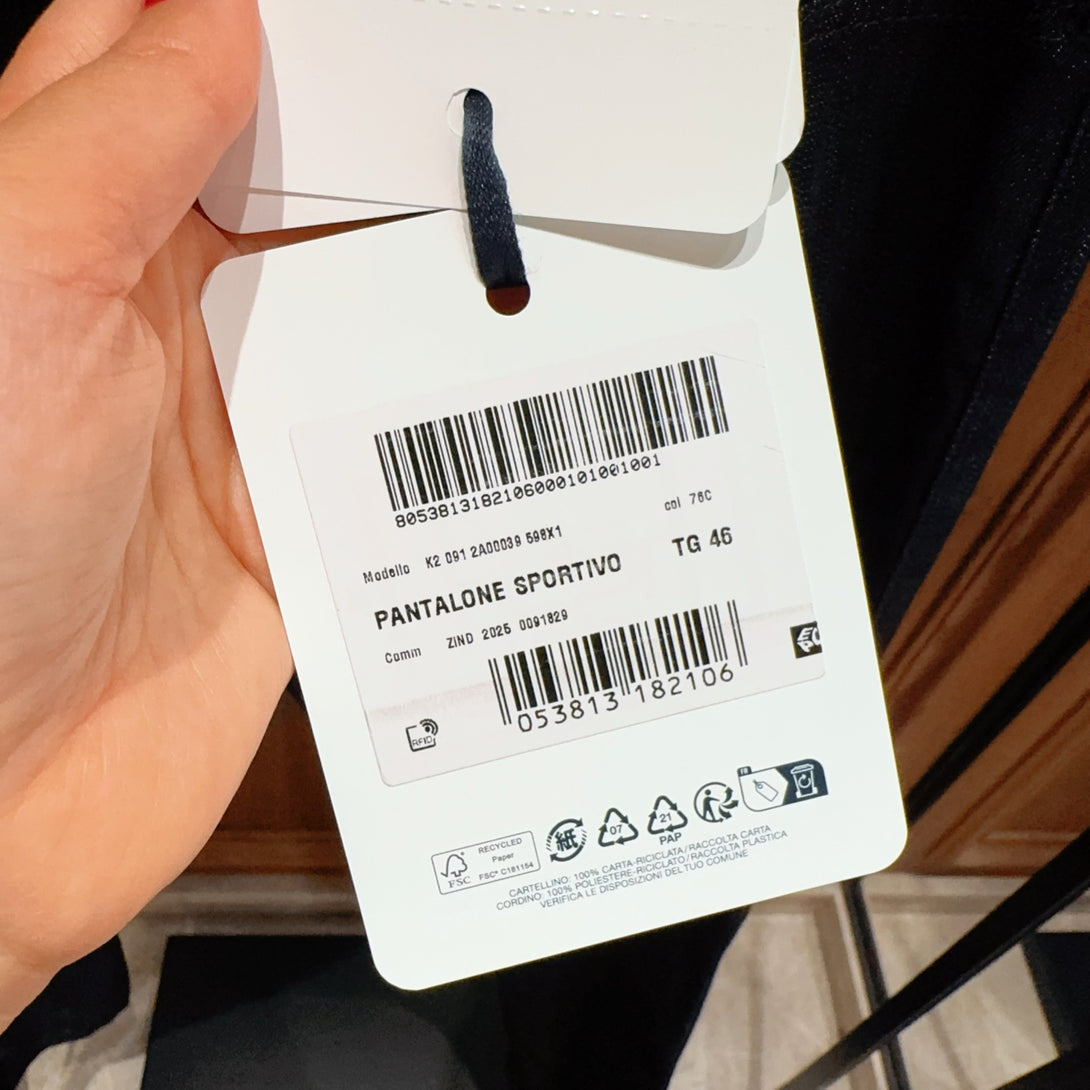 8053813182106000101001001
Modello K2 091 2A00039 598X1 col 76C
PANTALONE SPORTIVO TG 46
Comm ZIND 2025 0091829
053813 182106
RFID
FSC
RECYCLED
Paper
FSC® C181154
紙
07
21
PAP
FR
CARTELLINO: 100% CARTA-RICICLATA/RACCOLTA CARTA
CORDINO: 100% POLIESTERE-RICICLATO/RACCOLTA PLASTICA
VERIFICA LE DISPOSIZIONI DEL TUO COMUNE